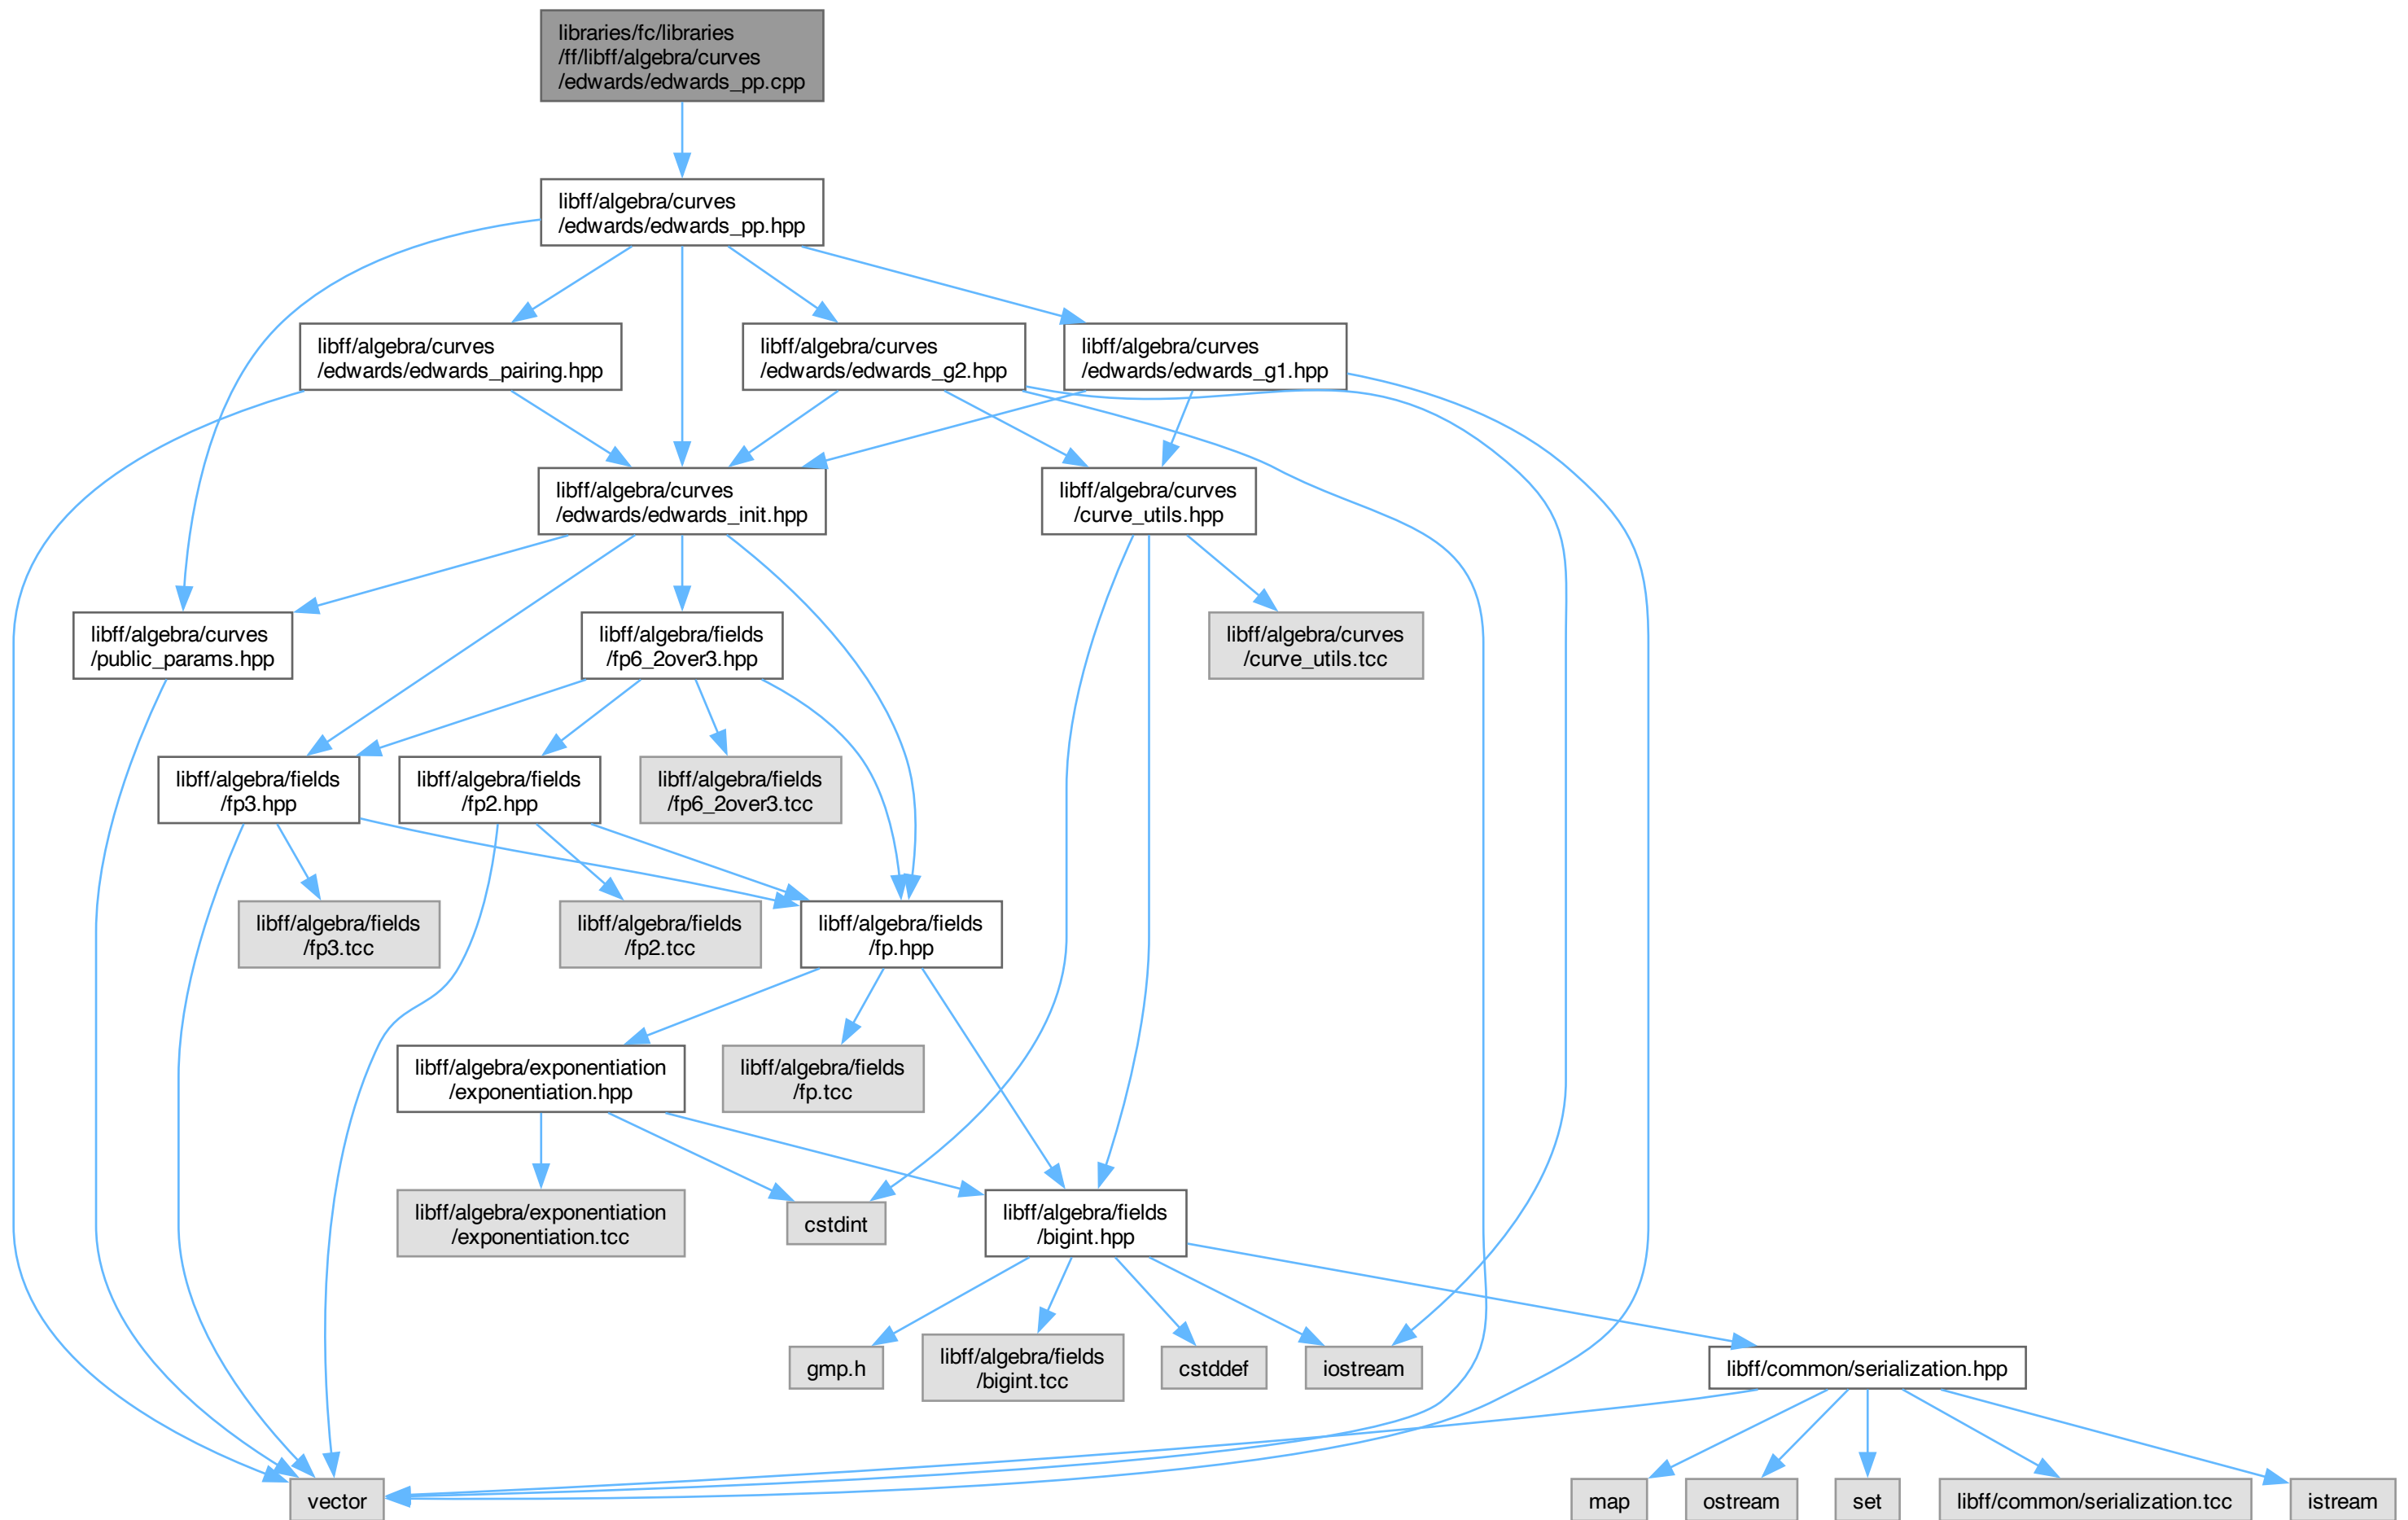 libraries/fc/libraries
/ff/libff/algebra/curves
/edwards/edwards_pp.cpp
libff/algebra/curves
/edwards/edwards_pp.hpp
libff/algebra/curves
/edwards/edwards_pairing.hpp
libff/algebra/curves
/edwards/edwards_g2.hpp
libff/algebra/curves
/edwards/edwards_g1.hpp
libff/algebra/curves
/edwards/edwards_init.hpp
libff/algebra/curves
/curve_utils.hpp
libff/algebra/curves
/public_params.hpp
libff/algebra/fields
/fp6_2over3.hpp
libff/algebra/curves
/curve_utils.tcc
libff/algebra/fields
/fp3.hpp
libff/algebra/fields
/fp2.hpp
libff/algebra/fields
/fp6_2over3.tcc
libff/algebra/fields
/fp3.tcc
libff/algebra/fields
/fp2.tcc
libff/algebra/fields
/fp.hpp
libff/algebra/exponentiation
/exponentiation.hpp
libff/algebra/fields
/fp.tcc
libff/algebra/exponentiation
/exponentiation.tcc
cstdint
libff/algebra/fields
/bigint.hpp
gmp.h
libff/algebra/fields
/bigint.tcc
cstddef
iostream
libff/common/serialization.hpp
vector
map
ostream
set
libff/common/serialization.tcc
istream